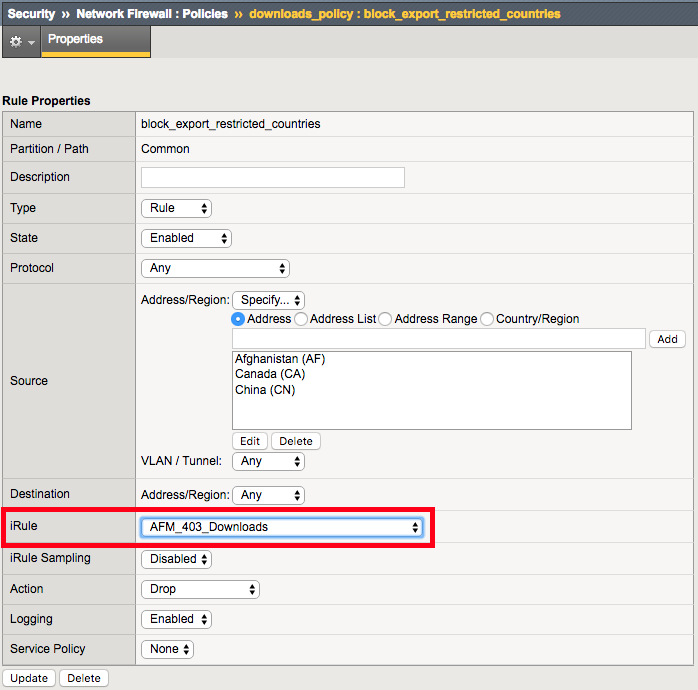 Security » Network Firewall : Policies » downloads_policy : block_export_restricted_countries
Properties
Rule Properties
Name block_export_restricted_countries
Partition / Path Common
Description
Type Rule
State Enabled
Protocol Any
Address/Region: Specify...
Address Address List Address Range Country/Region
Add
Afghanistan (AF)
Canada (CA)
Source
China (CN)
Edit Delete
VLAN / Tunnel: Any
Destination Address/Region: Any
iRule AFM_403_Downloads
iRule Sampling Disabled
Action Drop
Logging Enabled
Service Policy None
Update Delete